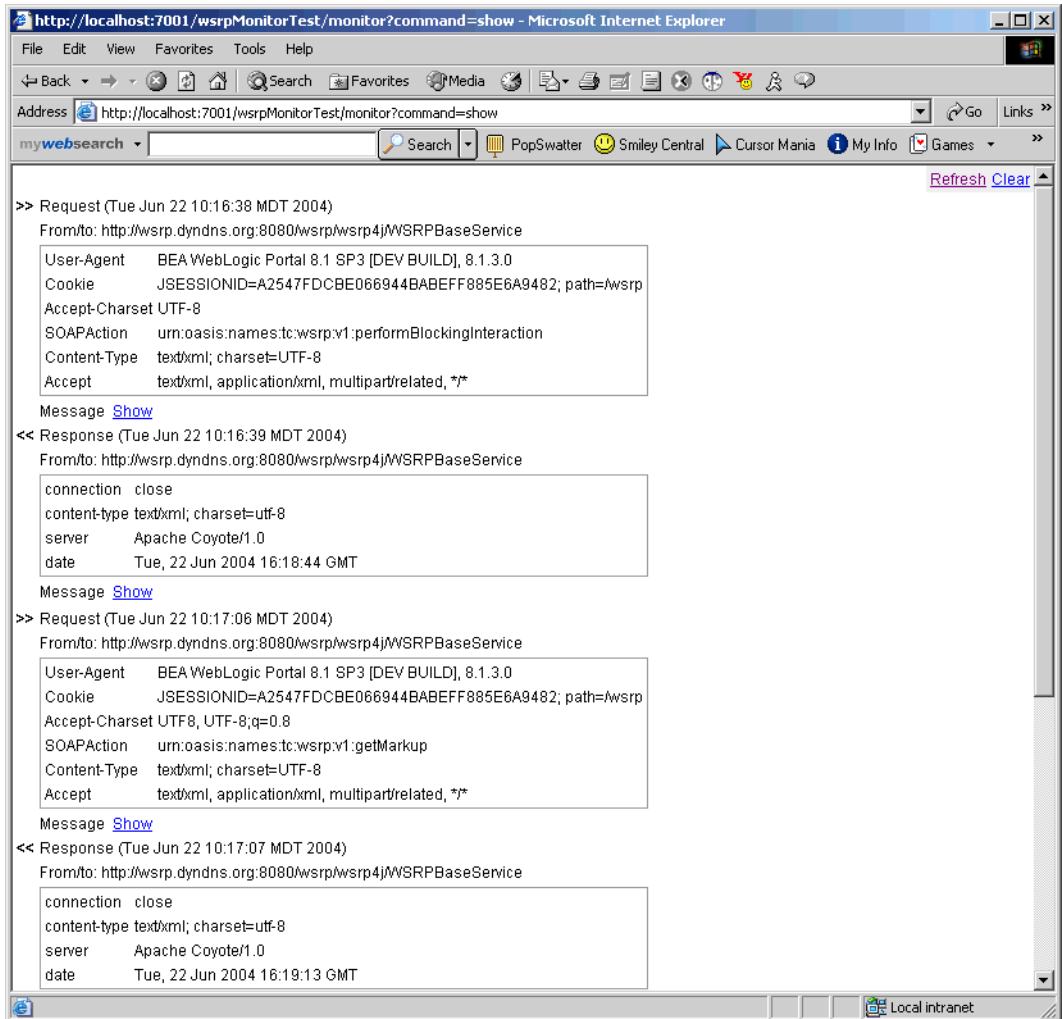 http://localhost:7001/wsrpMonitorTest/monitor?command=show - Microsoft Internet Explorer
File Edit View Favorites Tools Help
Back Search Favorites Media
Address http://localhost:7001/wsrpMonitorTest/monitor?command=show Go Links »
mywebsearch Search PopSwatter Smiley Central Cursor Mania My Info Games »
Refresh Clear
>> Request (Tue Jun 22 10:16:38 MDT 2004)
From/to: http://wsrp.dyndns.org:8080/wsrp/wsrp4j/WSRPBaseService
User-Agent BEA WebLogic Portal 8.1 SP3 [DEV BUILD], 8.1.3.0
Cookie JSESSIONID=A2547FDCBE066944BABEFF885E6A9482; path=/wsrp
Accept-Charset UTF-8
SOAPAction urn:oasis:names:tc:wsrp:v1:performBlockingInteraction
Content-Type text/xml; charset=UTF-8
Accept text/xml, application/xml, multipart/related, */*
Message Show
<< Response (Tue Jun 22 10:16:39 MDT 2004)
From/to: http://wsrp.dyndns.org:8080/wsrp/wsrp4j/WSRPBaseService
connection close
content-type text/xml; charset=utf-8
server Apache Coyote/1.0
date Tue, 22 Jun 2004 16:18:44 GMT
Message Show
>> Request (Tue Jun 22 10:17:06 MDT 2004)
From/to: http://wsrp.dyndns.org:8080/wsrp/wsrp4j/WSRPBaseService
User-Agent BEA WebLogic Portal 8.1 SP3 [DEV BUILD], 8.1.3.0
Cookie JSESSIONID=A2547FDCBE066944BABEFF885E6A9482; path=/wsrp
Accept-Charset UTF8, UTF-8;q=0.8
SOAPAction urn:oasis:names:tc:wsrp:v1:getMarkup
Content-Type text/xml; charset=UTF-8
Accept text/xml, application/xml, multipart/related, */*
Message Show
<< Response (Tue Jun 22 10:17:07 MDT 2004)
From/to: http://wsrp.dyndns.org:8080/wsrp/wsrp4j/WSRPBaseService
connection close
content-type text/xml; charset=utf-8
server Apache Coyote/1.0
date Tue, 22 Jun 2004 16:19:13 GMT
Local intranet